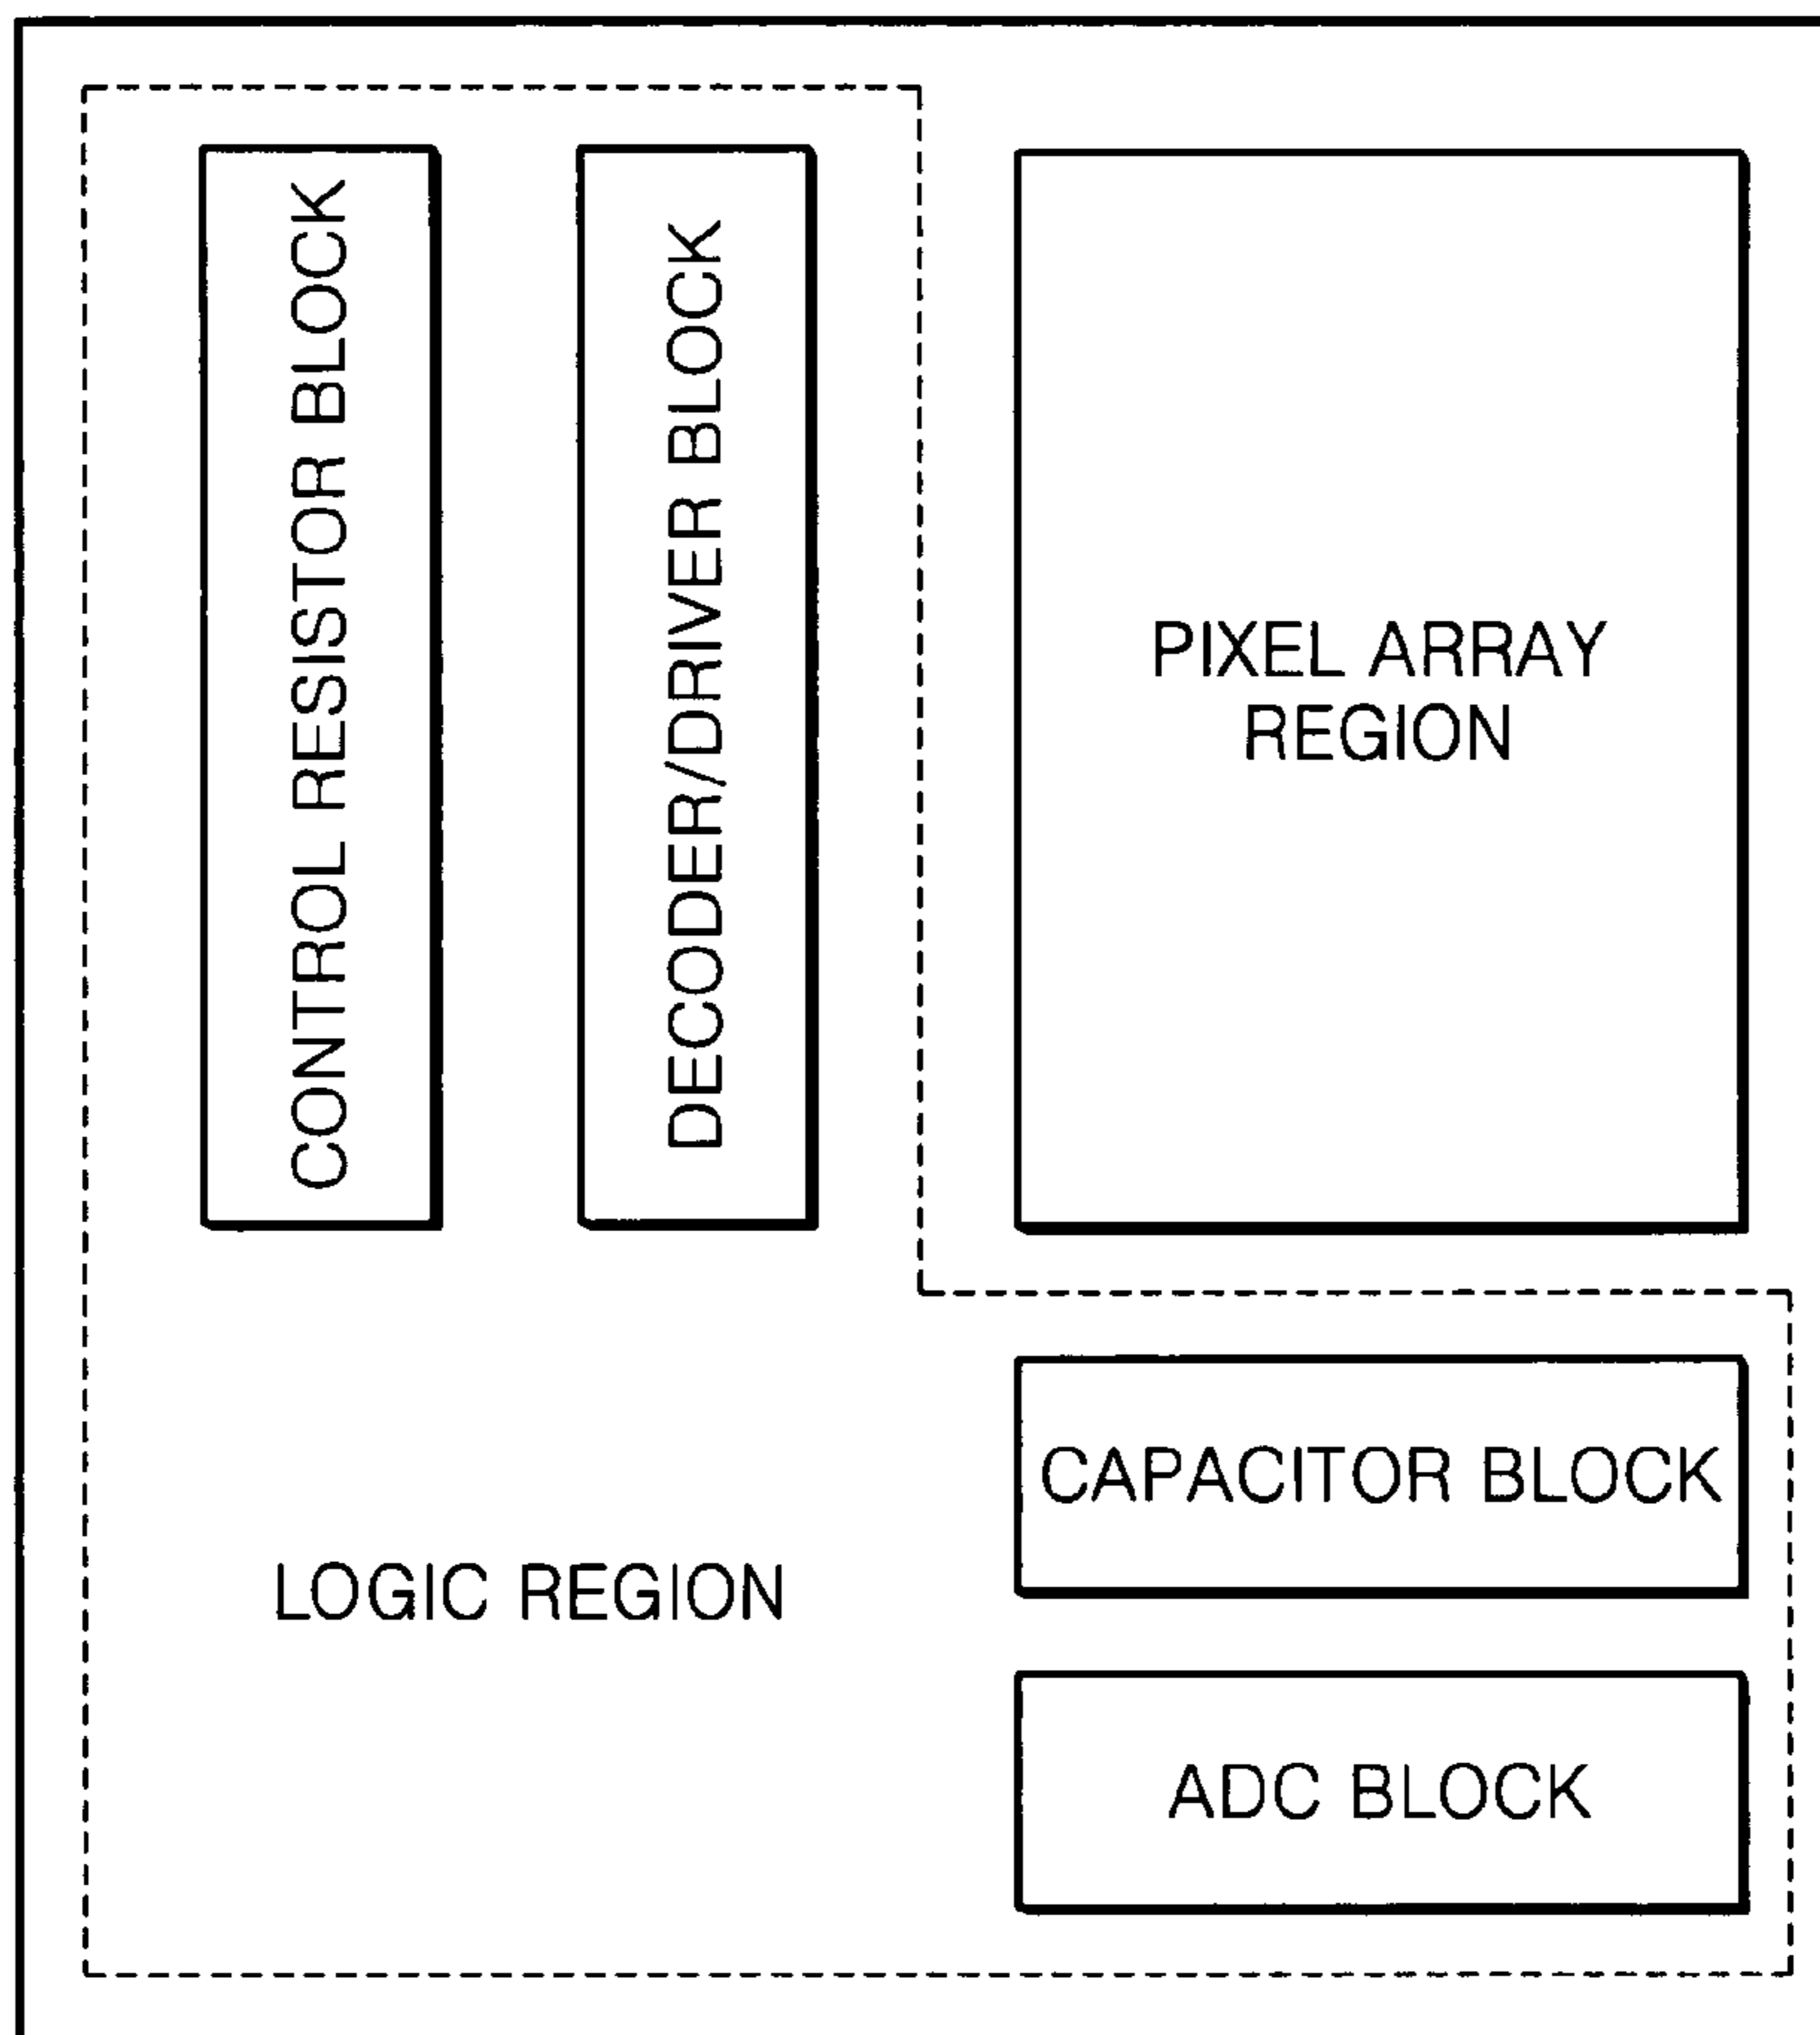 CONTROL RESISTOR BLOCK
DECODER/DRIVER BLOCK
PIXEL ARRAY
REGION
CAPACITOR BLOCK
LOGIC REGION
ADC BLOCK